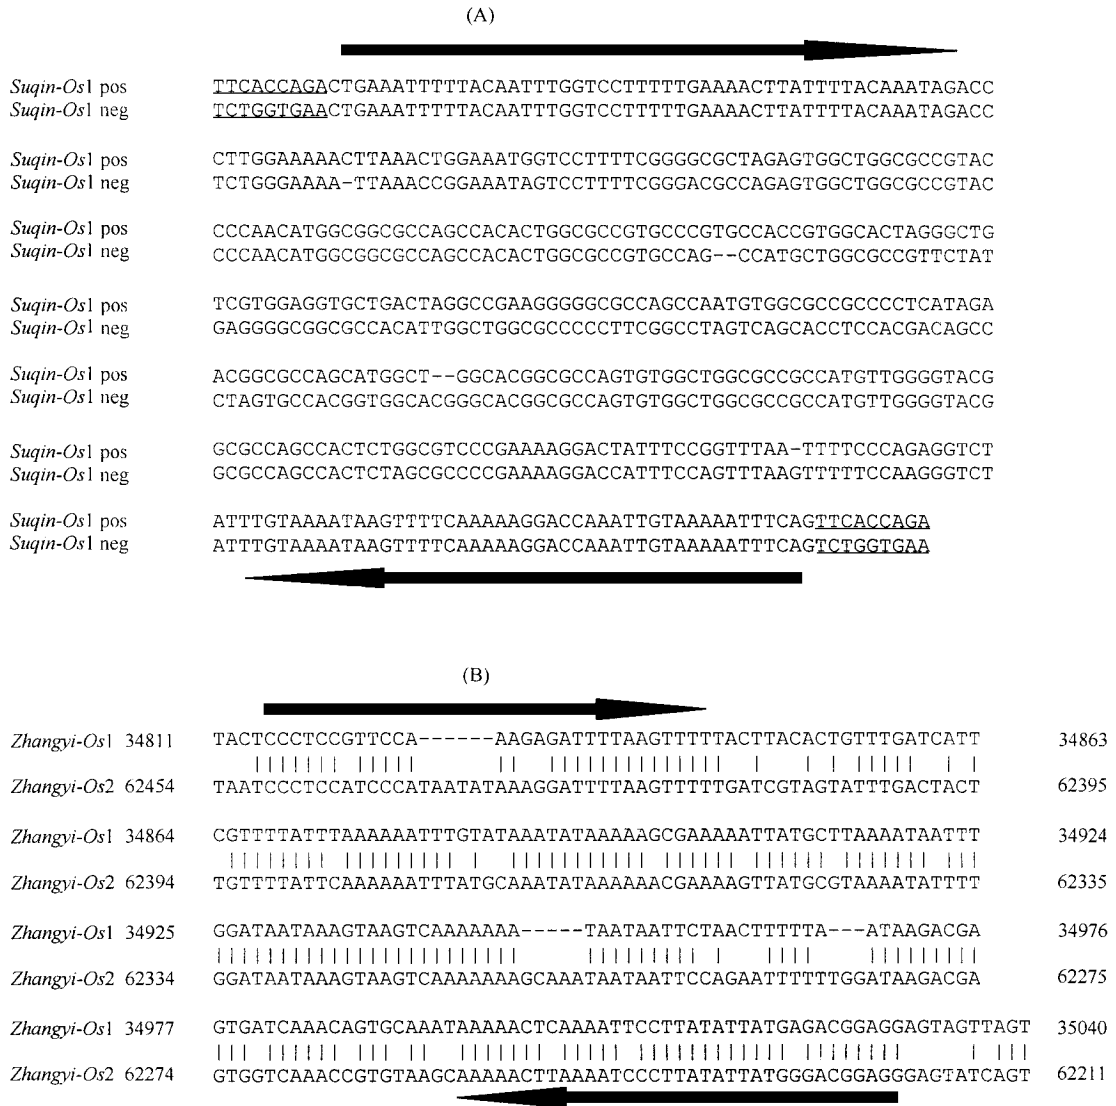 (A)
Suqin-Os1 pos TTCACCAGACTGAAATTTTTACAATTTGGTCCTTTTTGAAAACTTATTTTACAAATAGACC
Suqin-Os1 neg TCTGGTGAACTGAAATTTTTACAATTTGGTCCTTTTTGAAAACTTATTTTACAAATAGACC
Suqin-Os1 pos CTTGGAAAAACTTAAACTGGAAATGGTCCTTTTCGGGGCGCTAGAGTGGCTGGCGCCGTAC
Suqin-Os1 neg TCTGGGAAAA-TTAAACCGGAAATAGTCCTTTTCGGGACGCCAGAGTGGCTGGCGCCGTAC
Suqin-Os1 pos CCCAACATGGCGGCGCCAGCCACACTGGCGCCGTGCCCGTGCCACCGTGGCACTAGGGCTG
Suqin-Os1 neg CCCAACATGGCGGCGCCAGCCACACTGGCGCCGTGCCAG--CCATGCTGGCGCCGTTCTAT
Suqin-Os1 pos TCGTGGAGGTGCTGACTAGGCCGAAGGGGGCGCCAGCCAATGTGGCGCCGCCCCTCATAGA
Suqin-Os1 neg GAGGGGCGGCGCCACATTGGCTGGCGCCCCCTTCGGCCTAGTCAGCACCTCCACGACAGCC
Suqin-Os1 pos ACGGCGCCAGCATGGCT--GGCACGGCGCCAGTGTGGCTGGCGCCGCCATGTTGGGGTACG
Suqin-Os1 neg CTAGTGCCACGGTGGCACGGGCACGGCGCCAGTGTGGCTGGCGCCGCCATGTTGGGGTACG
Suqin-Os1 pos GCGCCAGCCACTCTGGCGTCCCGAAAAGGACTATTTCCGGTTTAA-TTTTCCCAGAGGTCT
Suqin-Os1 neg GCGCCAGCCACTCTAGCGCCCCGAAAAGGACCATTTCCAGTTTAAGTTTTTCCAAGGGTCT
Suqin-Os1 pos ATTTGTAAAATAAGTTTTCAAAAAGGACCAAATTGTAAAAATTTCAGTTCACCAGA
Suqin-Os1 neg ATTTGTAAAATAAGTTTTCAAAAAGGACCAAATTGTAAAAATTTCAGTCTGGTGAA
(B)
Zhangyi-Os1 34811 TACTCCCTCCGTTCCA------AAGAGATTTTAAGTTTTTACTTACACTGTTTGATCATT 34863
Zhangyi-Os2 62454 TAATCCCTCCATCCCATAATATAAAGGATTTTAAGTTTTTGATCGTAGTATTTGACTACT 62395
Zhangyi-Os1 34864 CGTTTTATTTAAAAAATTTGTATAAATATAAAAAGCGAAAAATTATGCTTAAAATAATTT 34924
Zhangyi-Os2 62394 TGTTTTATTCAAAAAATTTATGCAAATATAAAAAACGAAAAGTTATGCGTAAAATATTTT 62335
Zhangyi-Os1 34925 GGATAATAAAGTAAGTCAAAAAAA-----TAATAATTCTAACTTTTTA---ATAAGACGA 34976
Zhangyi-Os2 62334 GGATAATAAAGTAAGTCAAAAAAAGCAAATAATAATTCCAGAATTTTTTGGATAAGACGA 62275
Zhangyi-Os1 34977 GTGATCAAACAGTGCAAATAAAAACTCAAAATTCCTTATATTATGAGACGGAGGAGTAGTTAGT 35040
Zhangyi-Os2 62274 GTGGTCAAACCGTGTAAGCAAAAACTTAAAATCCCTTATATTATGGGACGGAGGGAGTATCAGT 62211